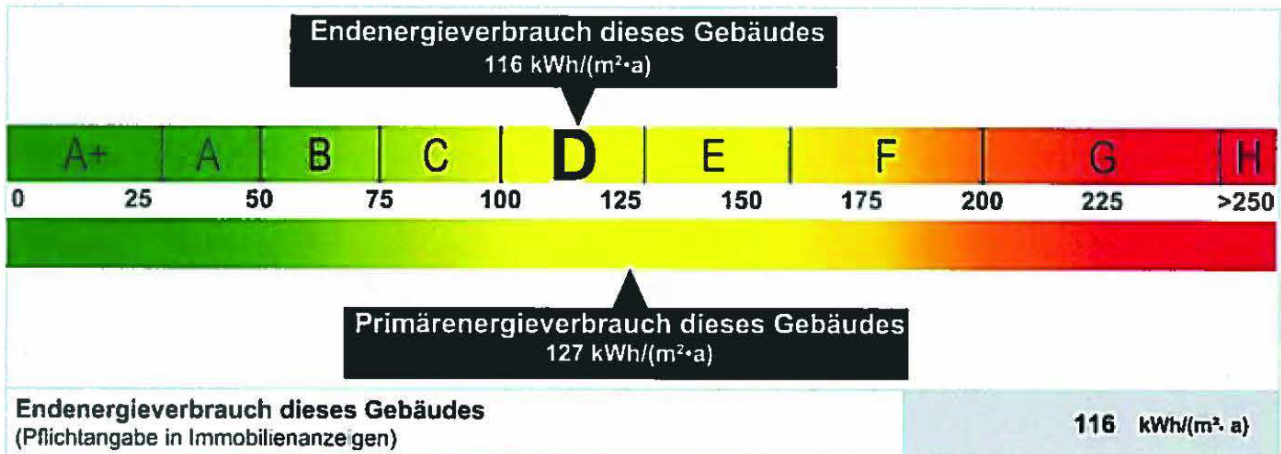 Endenergieverbrauch dieses Gebäudes
116 kWh/(m²·a)
A+ A B C D E F G H
0 25 50 75 100 125 150 175 200 225 >250
Primärenergieverbrauch dieses Gebäudes
127 kWh/(m²·a)
Endenergieverbrauch dieses Gebäudes
(Pflichtangabe in Immobilienanzeigen)
116 kWh/(m²· a)